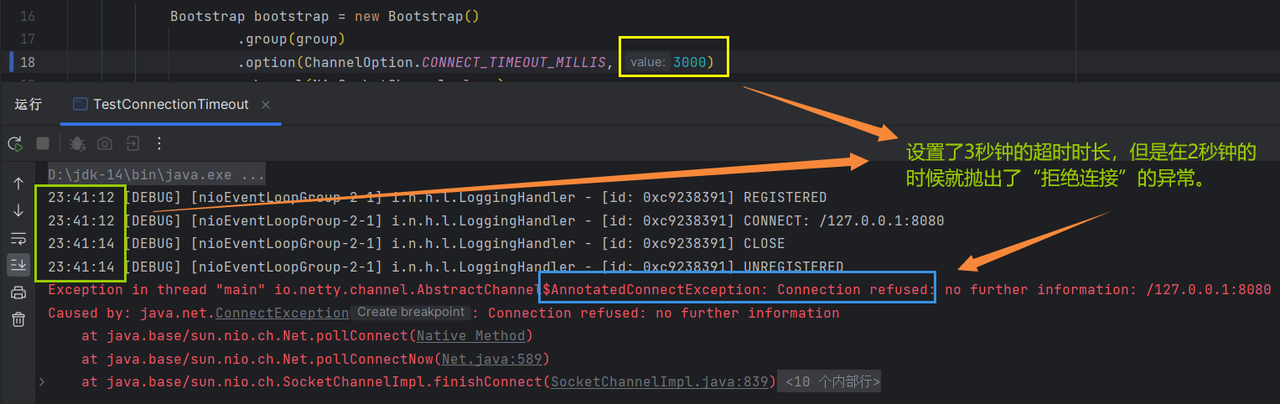 16 Bootstrap bootstrap = new Bootstrap()
17 .group(group)
18 .option(ChannelOption.CONNECT_TIMEOUT_MILLIS, value: 3000)
运行 TestConnectionTimeout ×
设置了3秒钟的超时时长，但是在2秒钟的
时候就抛出了“拒绝连接”的异常。
D:\jdk-14\bin\java.exe ...
23:41:12 [DEBUG] [nioEventLoopGroup-2-1] i.n.h.l.LoggingHandler - [id: 0xc9238391] REGISTERED
23:41:12 [DEBUG] [nioEventLoopGroup-2-1] i.n.h.l.LoggingHandler - [id: 0xc9238391] CONNECT: /127.0.0.1:8080
23:41:14 [DEBUG] [nioEventLoopGroup-2-1] i.n.h.l.LoggingHandler - [id: 0xc9238391] CLOSE
23:41:14 [DEBUG] [nioEventLoopGroup-2-1] i.n.h.l.LoggingHandler - [id: 0xc9238391] UNREGISTERED
Exception in thread "main" io.netty.channel.AbstractChannel$AnnotatedConnectException: Connection refused: no further information: /127.0.0.1:8080
Caused by: java.net.ConnectException Create breakpoint : Connection refused: no further information
at java.base/sun.nio.ch.Net.pollConnect(Native Method)
at java.base/sun.nio.ch.Net.pollConnectNow(Net.java:589)
at java.base/sun.nio.ch.SocketChannelImpl.finishConnect(SocketChannelImpl.java:839) <10 个内部行>